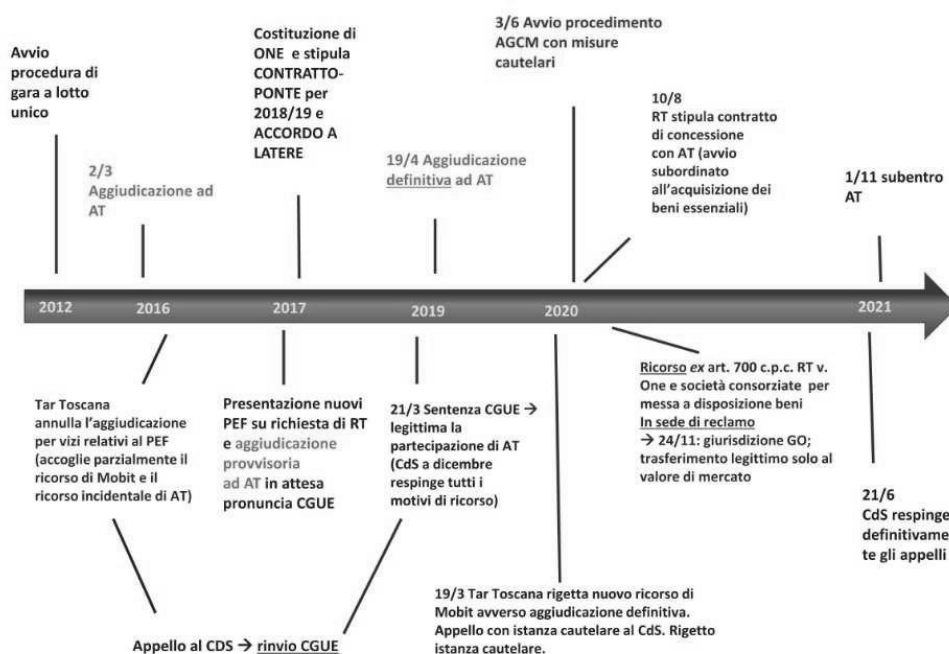 Avvio
procedura di
gara a lotto
unico
2/3
Aggiudicazione ad
AT
Costituzione di
ONE e stipula
CONTRATTO-
PONTE per
2018/19 e
ACCORDO A
LATERE
19/4 Aggiudicazione
definitiva ad AT
3/6 Avvio procedimento
AGCM con misure
cautelari
10/8
RT stipula contratto
di concessione
con AT (avvio
subordinato
all'acquisizione dei
beni essenziali)
1/11 subentro
AT
2012
2016
2017
2019
2020
2021
Tar Toscana
annulla l'aggiudicazione
per vizi relativi al PEF
(accoglie parzialmente il
ricorso di Mobit e il
ricorso incidentale di AT)
Presentazione nuovi
PEF su richiesta di RT
e aggiudicazione
provvisoria
ad AT in attesa
pronuncia CGUE
21/3 Sentenza CGUE →
legittima la
partecipazione di AT
(CdS a dicembre
respinge tutti i
motivi di ricorso)
Ricorso ex art. 700 c.p.c. RT v.
One e società consorziate per
messa a disposizione beni
In sede di reclamo
→ 24/11: giurisdizione GO;
trasferimento legittimo solo al
valore di mercato
21/6
CdS respinge
definitivame
te gli appelli
Appello al CDS → rinvio CGUE
19/3 Tar Toscana rigetta nuovo ricorso di
Mobit avverso aggiudicazione definitiva.
Appello con istanza cautelare al CdS. Rigetto
istanza cautelare.